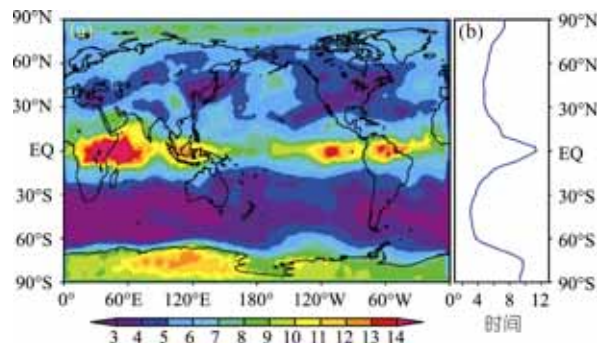 90°N (a) (b) 90°N
60°N 60°N
30°N 30°N
EQ EQ
30°S 30°S
60°S 60°S
90°S 90°S
0° 60°E 120°E 180° 120°W 60°W 0° 4 8 12
3 4 5 6 7 8 9 10 11 12 13 14
时间